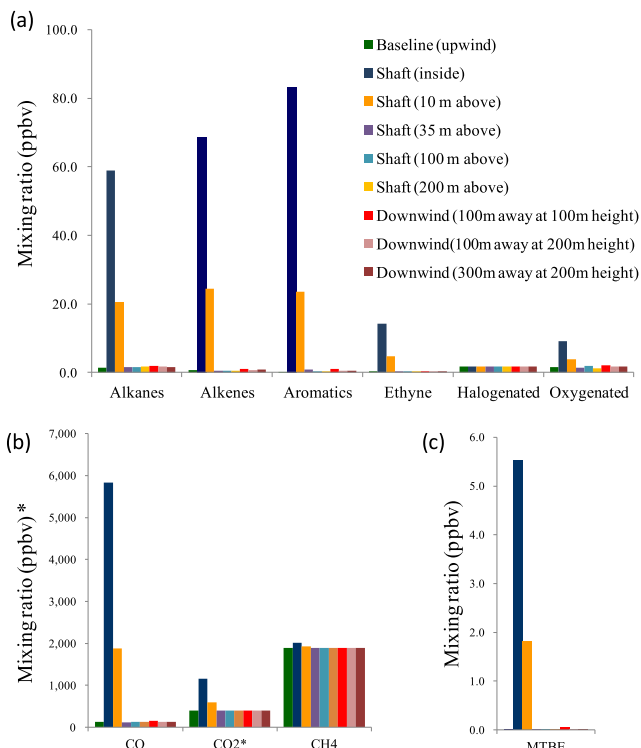 (a)
Mixing ratio (ppbv)
100.0
80.0
60.0
40.0
20.0
0.0
Baseline (upwind)
Shaft (inside)
Shaft (10 m above)
Shaft (35 m above)
Shaft (100 m above)
Shaft (200 m above)
Downwind (100m away at 100m height)
Downwind(100m away at 200m height)
Downwind (300m away at 200m height)
Alkanes Alkenes Aromatics Ethyne Halogenated Oxygenated
(b)
Mixing ratio (ppbv)*
7,000
6,000
5,000
4,000
3,000
2,000
1,000
0
CO CO2* CH4
(c)
Mixing ratio (ppbv)
6.0
5.0
4.0
3.0
2.0
1.0
0.0
MTBE